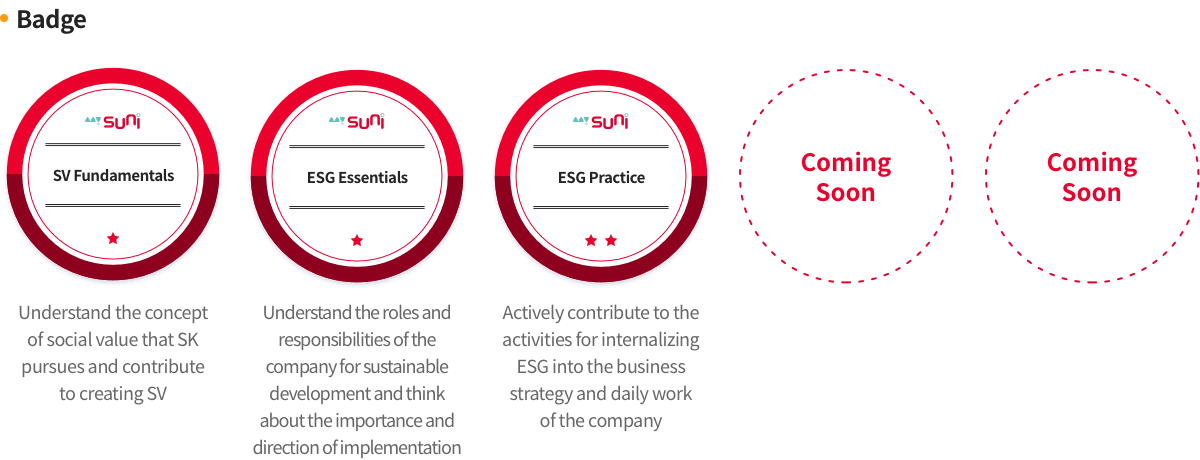 Badge
mySUNI
SV Fundamentals
Understand the concept
of social value that SK
pursues and contribute
to creating SV
mySUNI
ESG Essentials
Understand the roles and
responsibilities of the
company for sustainable
development and think
about the importance and
direction of implementation
mySUNI
ESG Practice
Actively contribute to the
activities for internalizing
ESG into the business
strategy and daily work
of the company
Coming
Soon
Coming
Soon